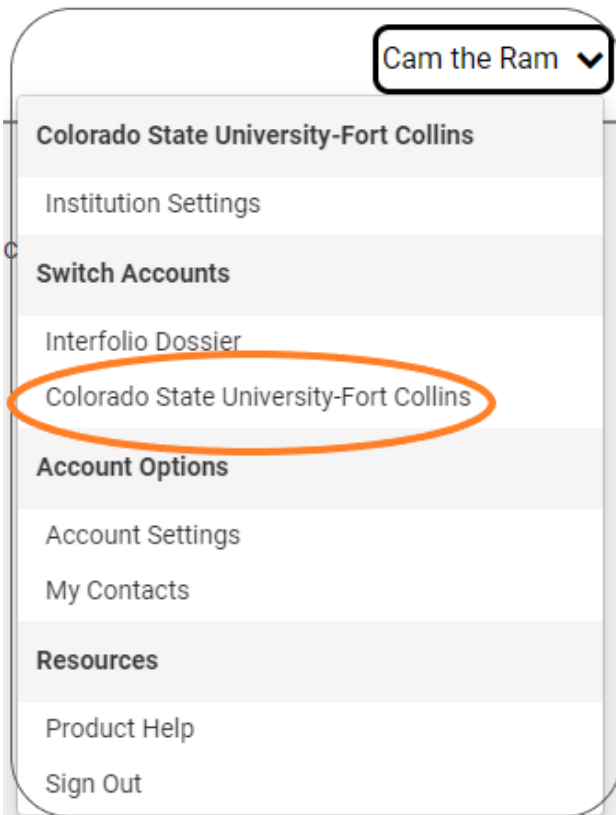 Cam the Ram
Colorado State University-Fort Collins
Institution Settings
Switch Accounts
Interfolio Dossier
Colorado State University-Fort Collins
Account Options
Account Settings
My Contacts
Resources
Product Help
Sign Out